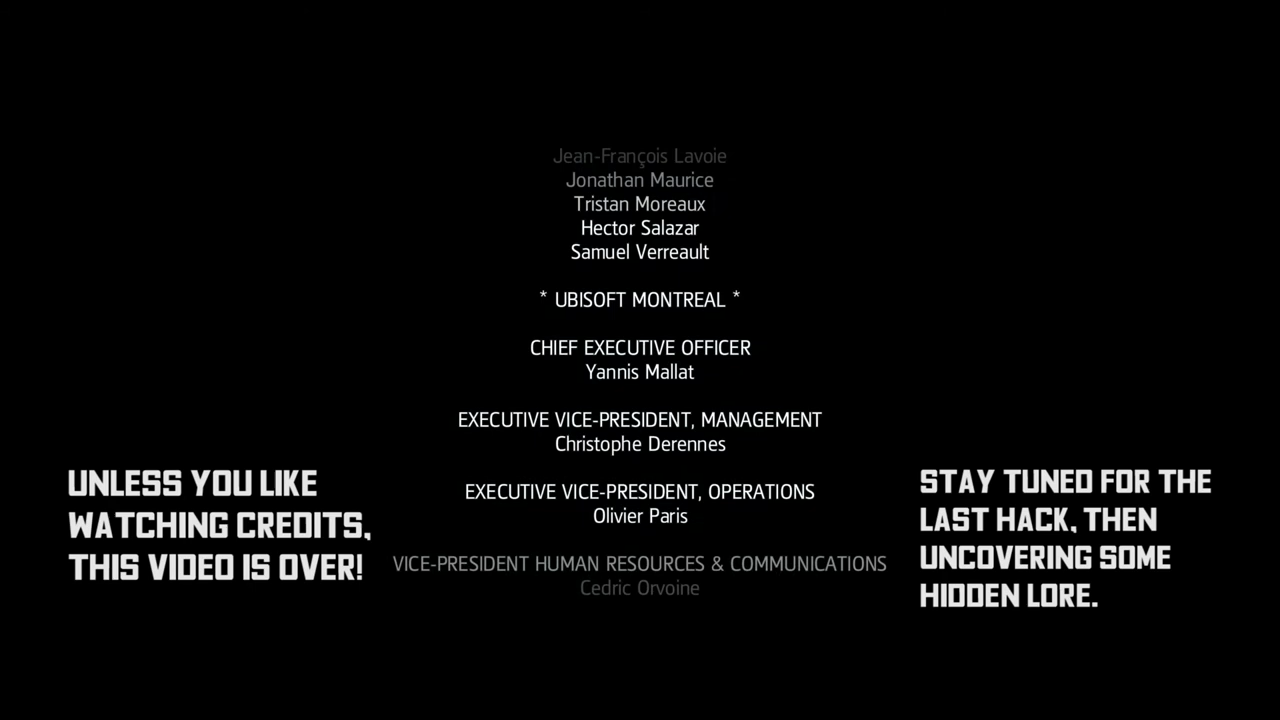 Jean-François Lavoie
Jonathan Maurice
Tristan Moreaux
Hector Salazar
Samuel Verreault
* UBISOFT MONTREAL *
CHIEF EXECUTIVE OFFICER
Yannis Mallat
EXECUTIVE VICE-PRESIDENT, MANAGEMENT
Christophe Derennes
EXECUTIVE VICE-PRESIDENT, OPERATIONS
Olivier Paris
VICE-PRESIDENT HUMAN RESOURCES & COMMUNICATIONS
Cedric Orvoine
UNLESS YOU LIKE
WATCHING CREDITS,
THIS VIDEO IS OVER!
STAY TUNED FOR THE
LAST HACK, THEN
UNCOVERING SOME
HIDDEN LORE.